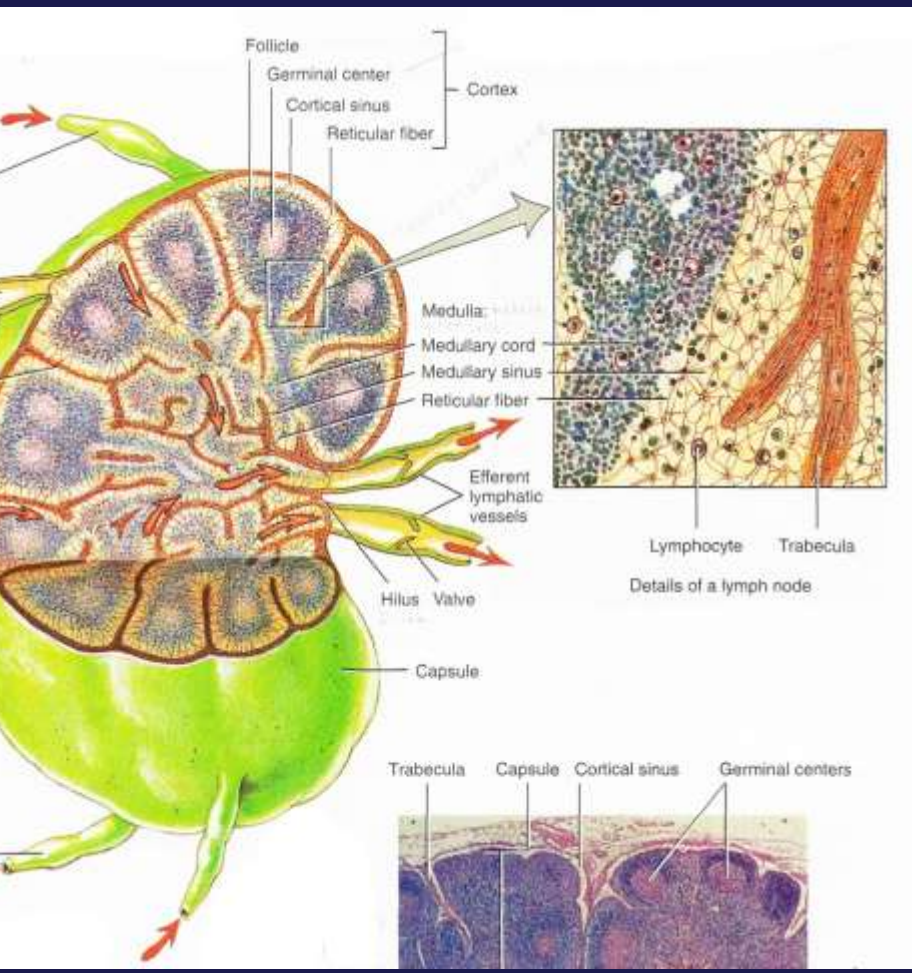 Follicle
Germinal center
Cortical sinus
Reticular fiber
Cortex
Medulla:
Medullary cord
Medullary sinus
Reticular fiber
Efferent
lymphatic
vessels
Hilus Valve
Lymphocyte Trabecula
Details of a lymph node
Capsule
Trabecula Capsule Cortical sinus Germinal centers